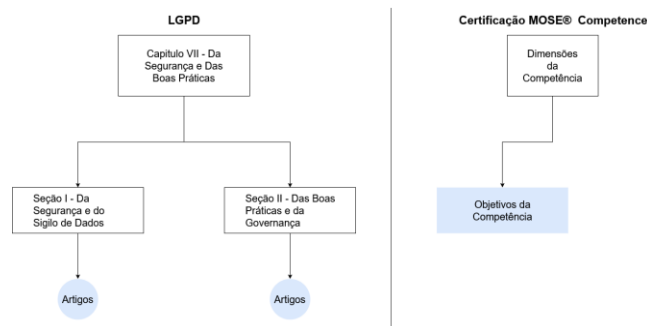 LGPD
Capitulo VII - Da
Segurança e Das
Boas Práticas
Seção I - Da
Segurança e do
Sigilo de Dados
Seção II - Das Boas
Práticas e da
Governança
Artigos
Artigos
Certificação MOSE® Competence
Dimensões
da
Competência
Objetivos da
Competência